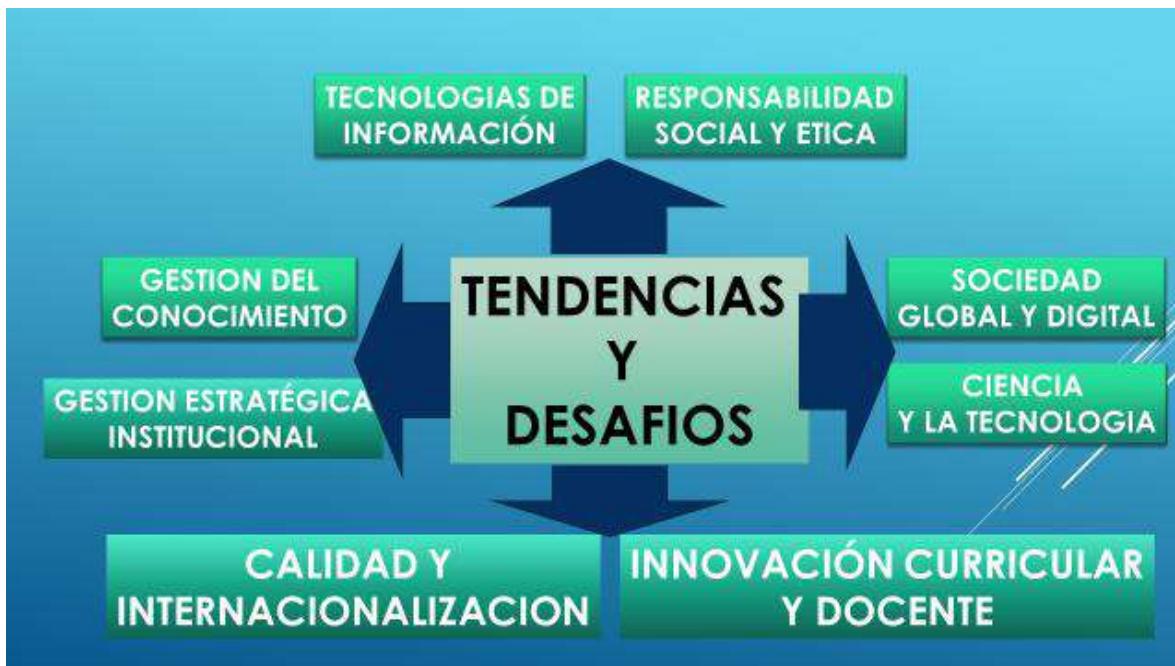 TECNOLOGIAS DE
INFORMACIÓN
RESPONSABILIDAD
SOCIAL Y ETICA
GESTION DEL
CONOCIMIENTO
GESTION ESTRATÉGICA
INSTITUCIONAL
TENDENCIAS
Y
DESAFIOS
SOCIEDAD
GLOBAL Y DIGITAL
CIENCIA
Y LA TECNOLOGIA
CALIDAD Y
INTERNACIONALIZACION
INNOVACIÓN CURRICULAR
Y DOCENTE